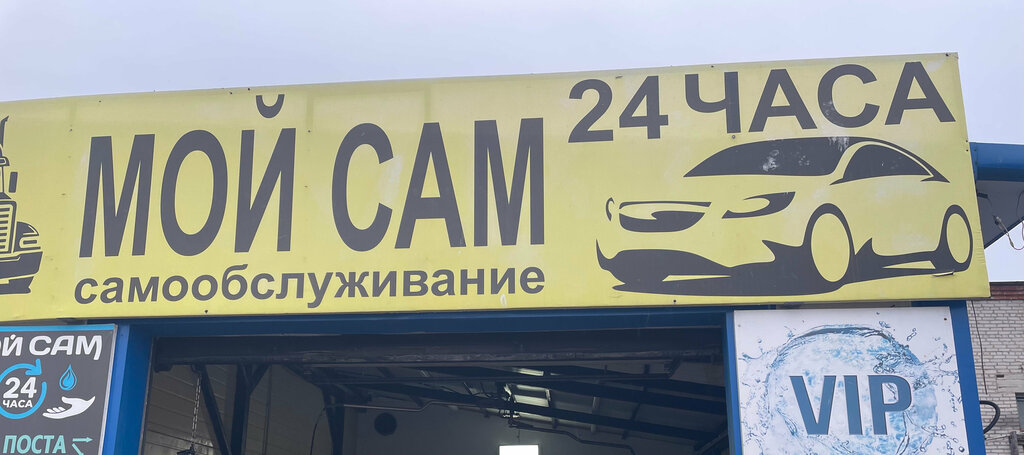 24 ЧАСА
МОЙ САМ
самообслуживание
ОЙ САМ
24
ЧАСА
ПОСТА
VIP